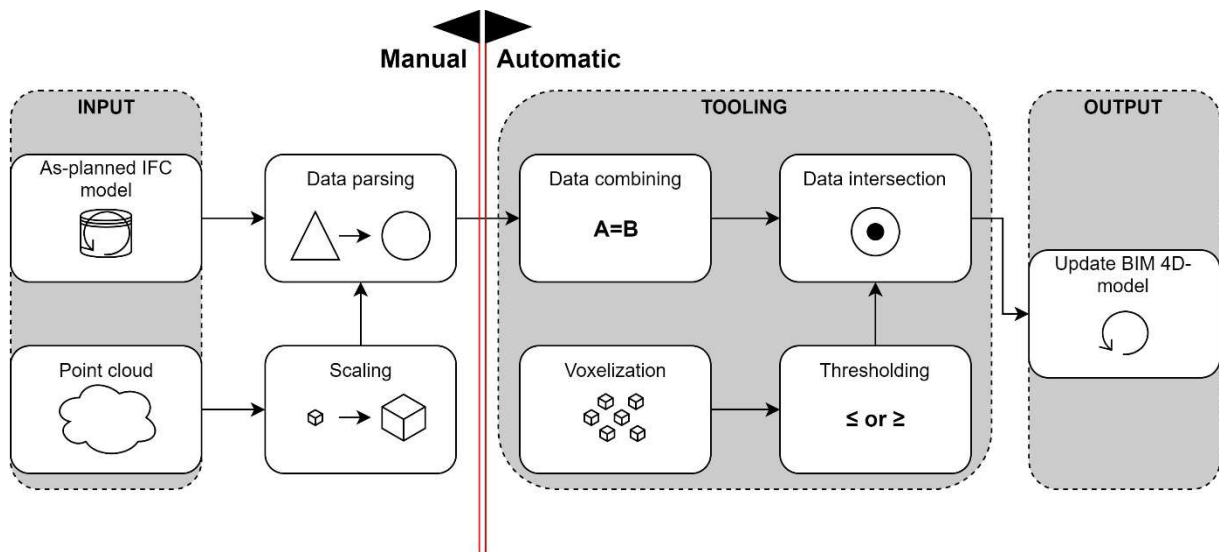 Manual
Automatic
INPUT
TOOLING
OUTPUT
As-planned IFC
model
Data parsing
Data combining
A=B
Data intersection
Update BIM 4D-
model
Point cloud
Scaling
Voxelization
Thresholding
≤ or ≥